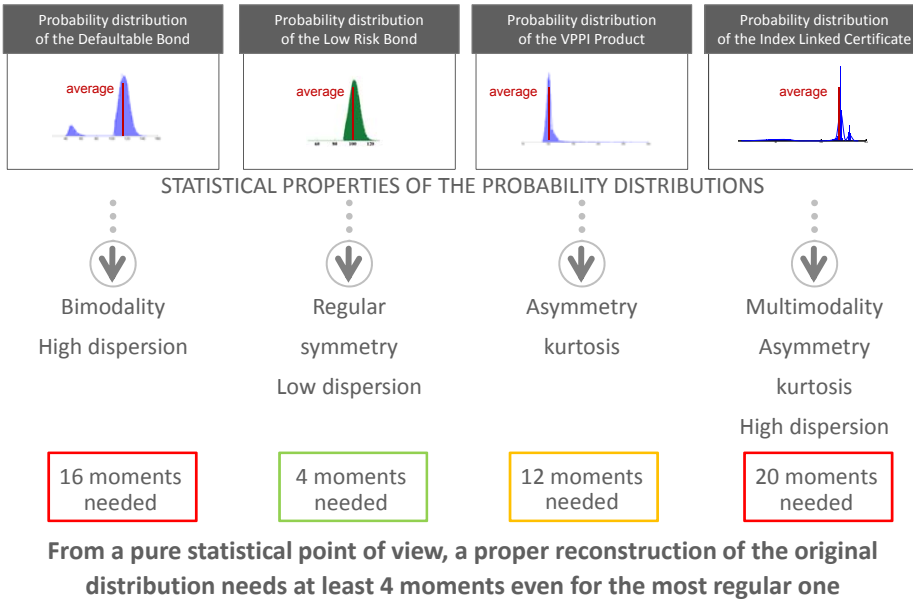 Probability distribution
of the Defaultable Bond
Probability distribution
of the Low Risk Bond
Probability distribution
of the VPPI Product
Probability distribution
of the Index Linked Certificate
average
average
60 80 100 120
average
average
STATISTICAL PROPERTIES OF THE PROBABILITY DISTRIBUTIONS
Bimodality
High dispersion
Regular
symmetry
Low dispersion
Asymmetry
kurtosis
Multimodality
Asymmetry
kurtosis
High dispersion
16 moments
needed
4 moments
needed
12 moments
needed
20 moments
needed
From a pure statistical point of view, a proper reconstruction of the original
distribution needs at least 4 moments even for the most regular one